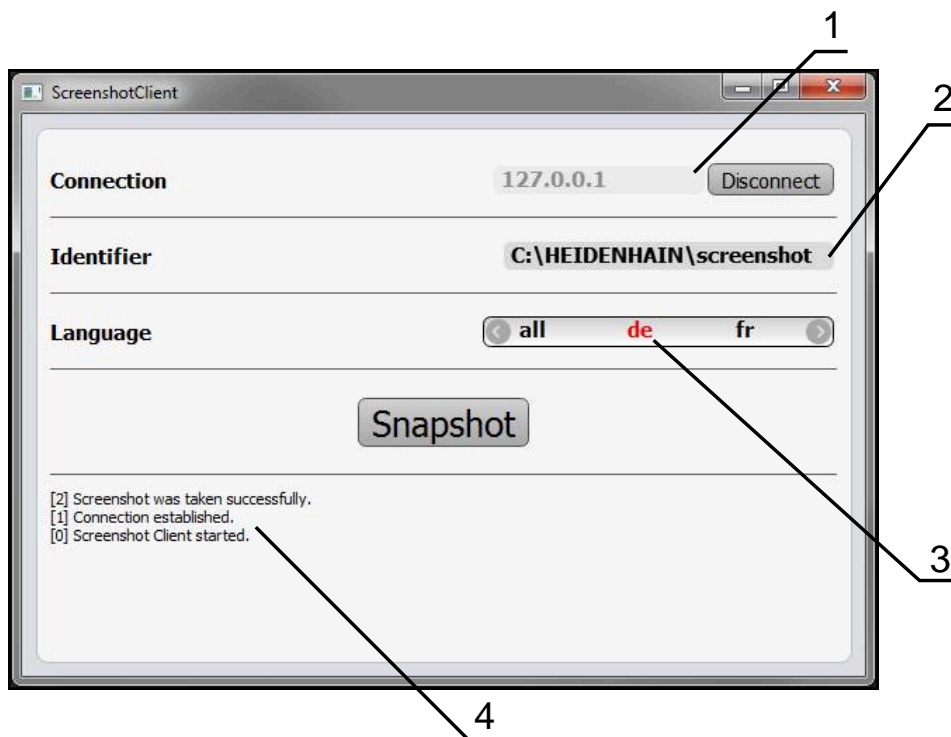 1
ScreenshotClient
2
Connection 127.0.0.1 Disconnect
Identifier C:\HEIDENHAIN\screenshot
Language all de fr
Snapshot
[2] Screenshot was taken successfully.
[1] Connection established.
[0] Screenshot Client started.
3
4